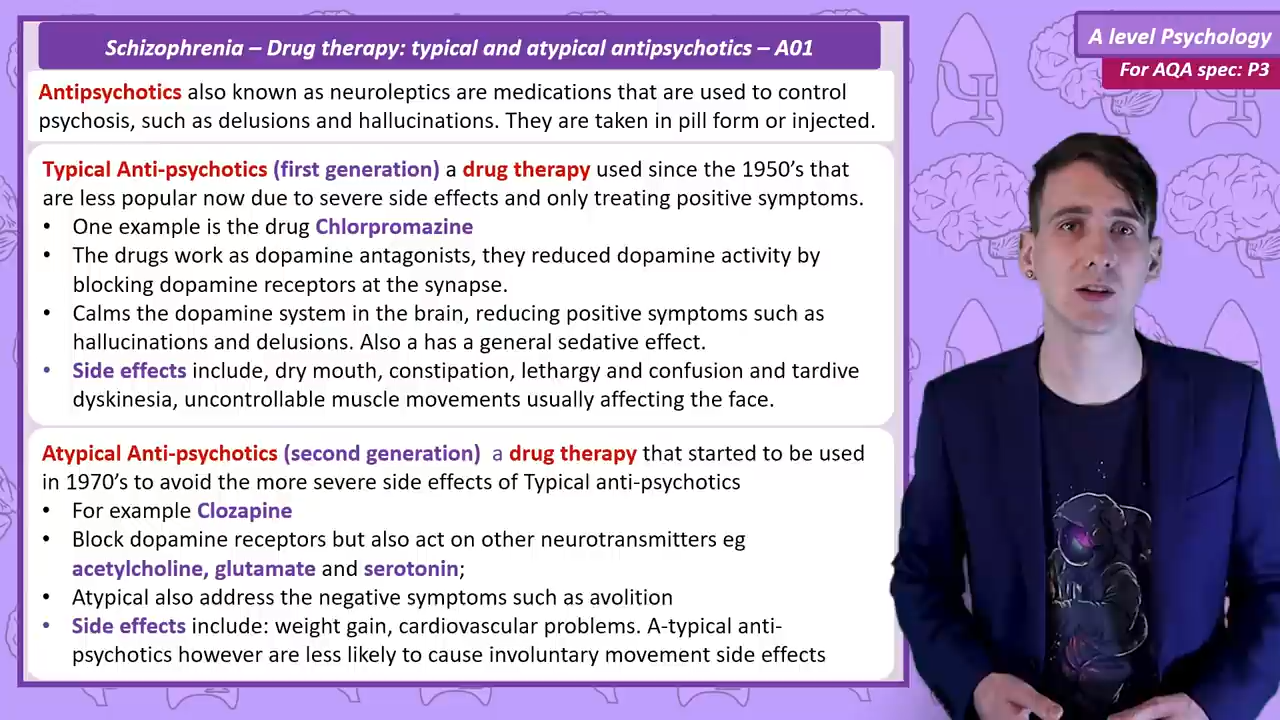 Schizophrenia – Drug therapy: typical and atypical antipsychotics – A01
A level Psychology
For AQA spec: P3
Antipsychotics also known as neuroleptics are medications that are used to control
psychosis, such as delusions and hallucinations. They are taken in pill form or injected.
Typical Anti-psychotics (first generation) a drug therapy used since the 1950’s that
are less popular now due to severe side effects and only treating positive symptoms.
• One example is the drug Chlorpromazine
• The drugs work as dopamine antagonists, they reduced dopamine activity by
blocking dopamine receptors at the synapse.
• Calms the dopamine system in the brain, reducing positive symptoms such as
hallucinations and delusions. Also a has a general sedative effect.
• Side effects include, dry mouth, constipation, lethargy and confusion and tardive
dyskinesia, uncontrollable muscle movements usually affecting the face.
Atypical Anti-psychotics (second generation) a drug therapy that started to be used
in 1970’s to avoid the more severe side effects of Typical anti-psychotics
• For example Clozapine
• Block dopamine receptors but also act on other neurotransmitters eg
acetylcholine, glutamate and serotonin;
• Atypical also address the negative symptoms such as avolition
• Side effects include: weight gain, cardiovascular problems. A-typical anti-
psychotics however are less likely to cause involuntary movement side effects